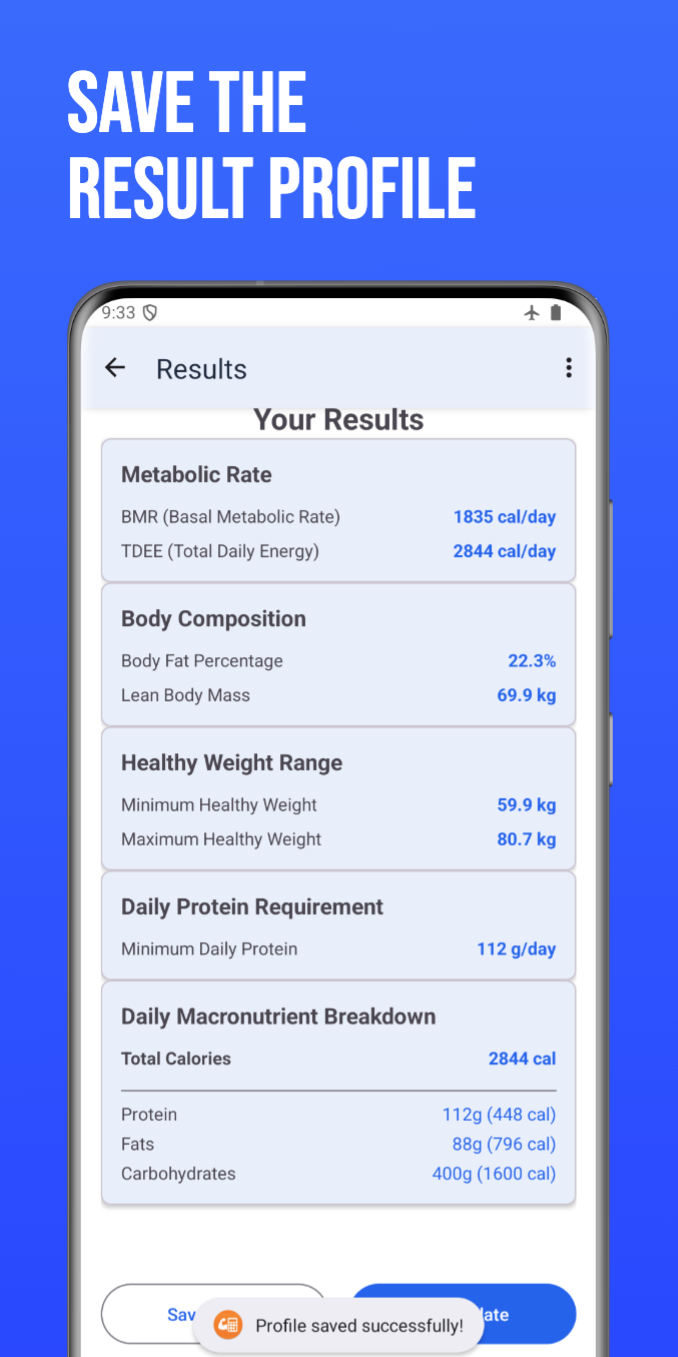 SAVE THE
RESULT PROFILE
9:33
Results
Your Results
Metabolic Rate
BMR (Basal Metabolic Rate) 1835 cal/day
TDEE (Total Daily Energy) 2844 cal/day
Body Composition
Body Fat Percentage 22.3%
Lean Body Mass 69.9 kg
Healthy Weight Range
Minimum Healthy Weight 59.9 kg
Maximum Healthy Weight 80.7 kg
Daily Protein Requirement
Minimum Daily Protein 112 g/day
Daily Macronutrient Breakdown
Total Calories 2844 cal
Protein 112g (448 cal)
Fats 88g (796 cal)
Carbohydrates 400g (1600 cal)
Profile saved successfully!